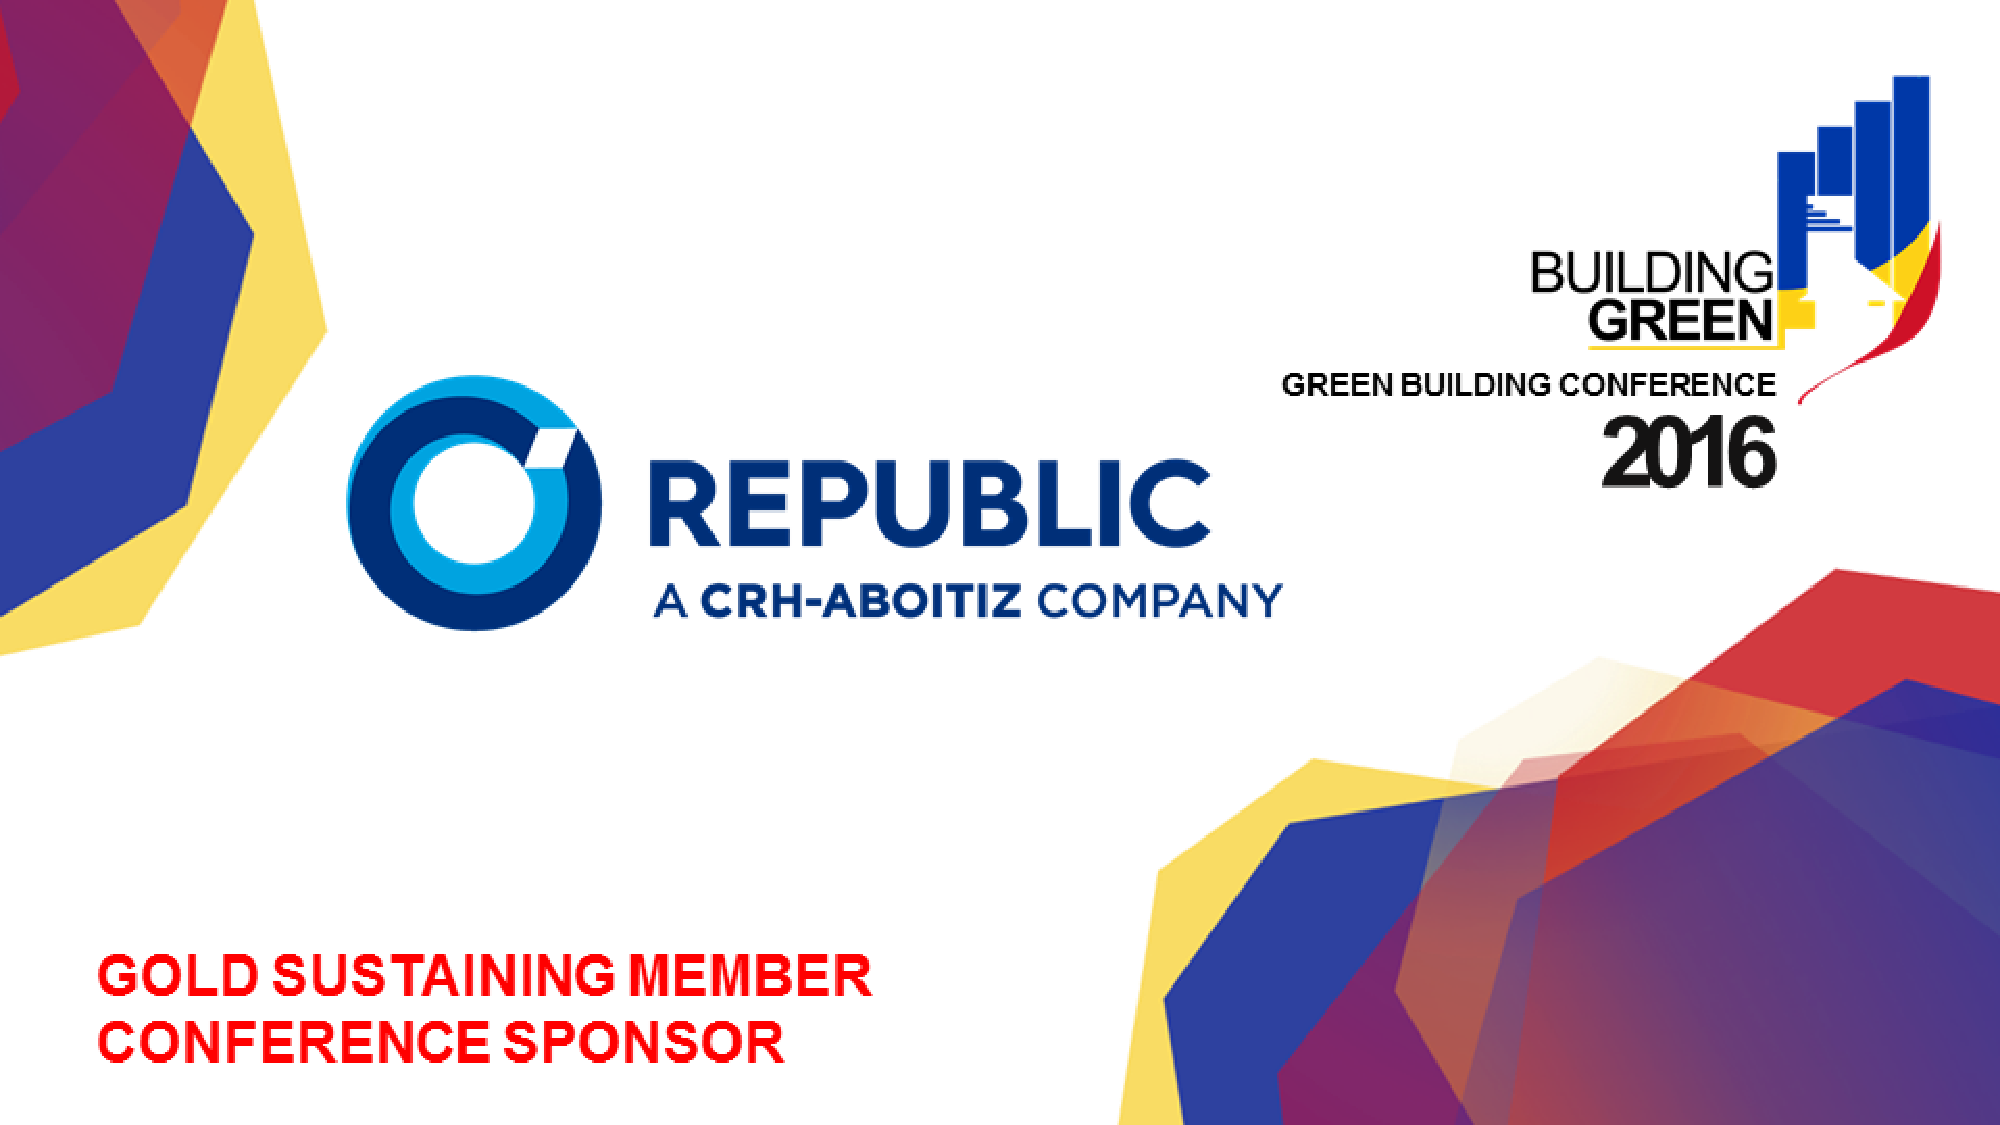 BUILDING
GREEN
GREEN BUILDING CONFERENCE
2016
REPUBLIC
A CRH-ABOITIZ COMPANY
GOLD SUSTAINING MEMBER
CONFERENCE SPONSOR